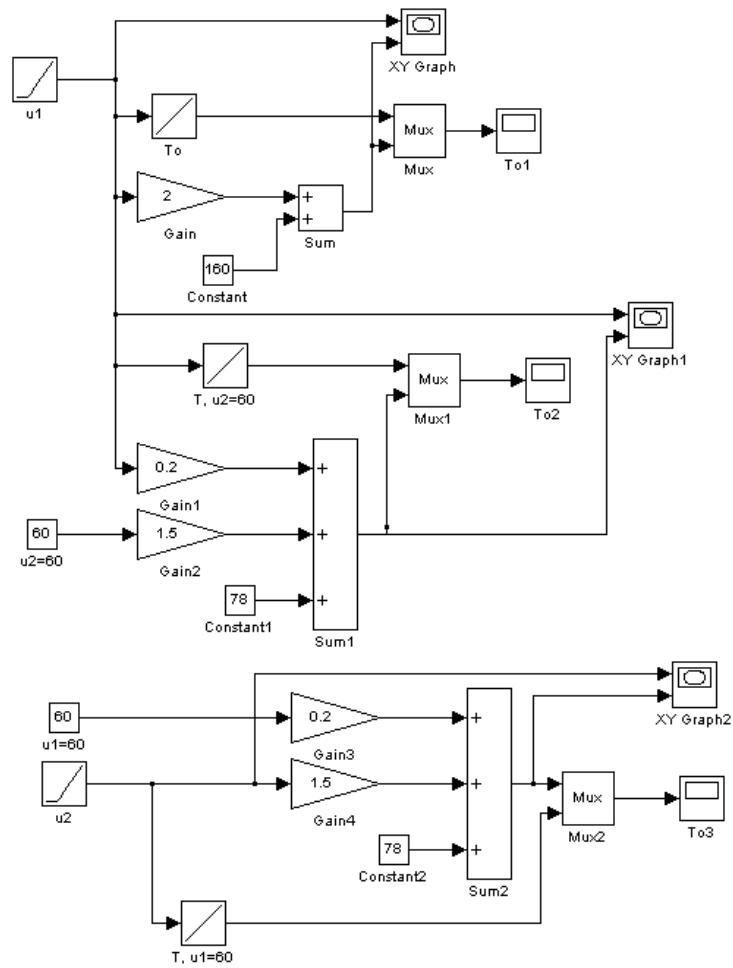 XY Graph
u1
To
Mux
Mux
To1
2
Gain
+
+
Sum
160
Constant
XY Graph1
T, u2=60
Mux
Mux1
To2
0.2
+
Gain1
60
u2=60
1.5
+
Gain2
78
Constant1
+
Sum1
XY Graph2
60
u1=60
0.2
+
Gain3
u2
1.5
+
Gain4
Mux
Mux2
To3
78
Constant2
+
Sum2
T, u1=60